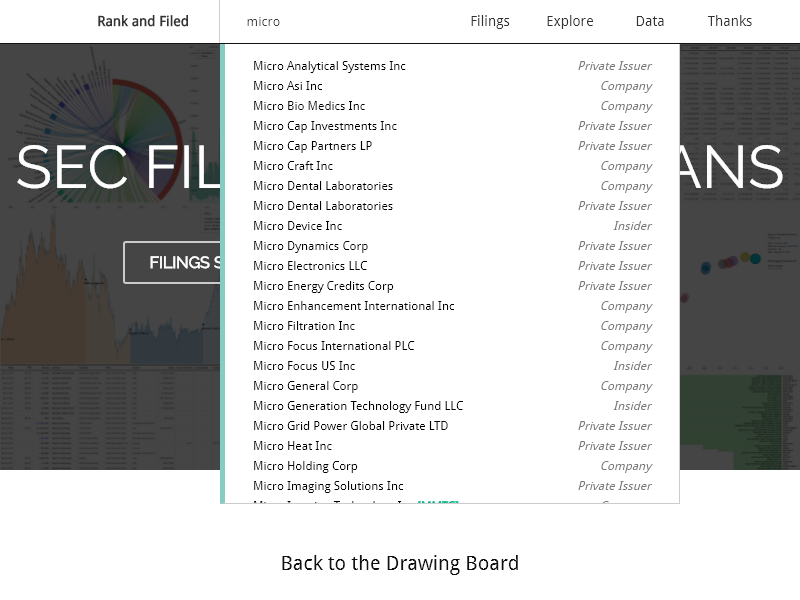 Rank and Filed micro Filings Explore Data Thanks
Micro Analytical Systems Inc Private Issuer
Micro Asi Inc Company
Micro Bio Medics Inc Company
Micro Cap Investments Inc Private Issuer
Micro Cap Partners LP Private Issuer
Micro Craft Inc Company
Micro Dental Laboratories Company
Micro Dental Laboratories Private Issuer
Micro Device Inc Insider
Micro Dynamics Corp Private Issuer
Micro Electronics LLC Private Issuer
Micro Energy Credits Corp Private Issuer
Micro Enhancement International Inc Company
Micro Filtration Inc Company
Micro Focus International PLC Company
Micro Focus US Inc Insider
Micro General Corp Company
Micro Generation Technology Fund LLC Insider
Micro Grid Power Global Private LTD Private Issuer
Micro Heat Inc Private Issuer
Micro Holding Corp Company
Micro Imaging Solutions Inc Private Issuer
SEC FIL ANS
FILINGS S
Back to the Drawing Board